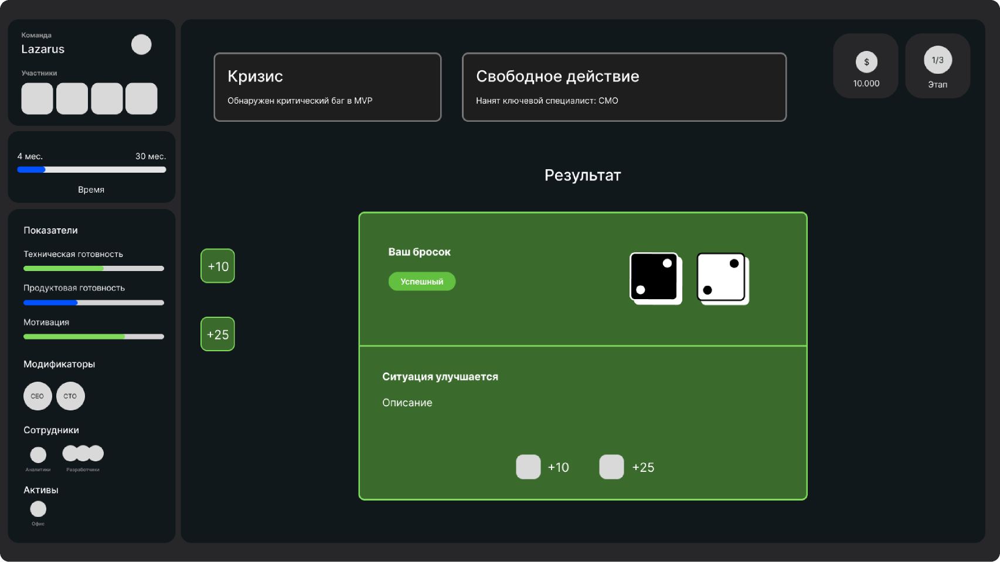 Команда
Lazarus
Участники
4 мес.
30 мес.
Время
Показатели
Техническая готовность
Продуктовая готовность
Мотивация
Модификаторы
CEO
CTO
Сотрудники
Аналитики
Разработчики
Активы
Офис
Кризис
Обнаружен критический баг в MVP
Свободное действие
Нанят ключевой специалист: CMO
$
10.000
1/3
Этап
Результат
+10
+25
Ваш бросок
Успешный
Ситуация улучшается
Описание
+10
+25